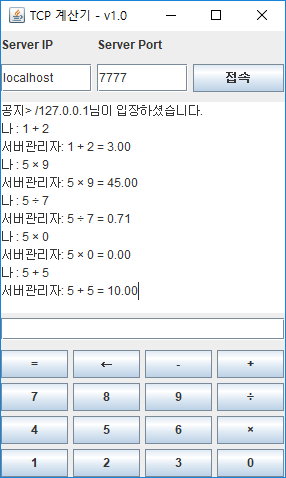 TCP 계산기 - v1.0
Server IP Server Port
localhost 7777 접속
공지> /127.0.0.1님이 입장하셨습니다.
나 : 1 + 2
서버관리자: 1 + 2 = 3.00
나 : 5 × 9
서버관리자: 5 × 9 = 45.00
나 : 5 ÷ 7
서버관리자: 5 ÷ 7 = 0.71
나 : 5 × 0
서버관리자: 5 × 0 = 0.00
나 : 5 + 5
서버관리자: 5 + 5 = 10.00
= ← - +
7 8 9 ÷
4 5 6 ×
1 2 3 0